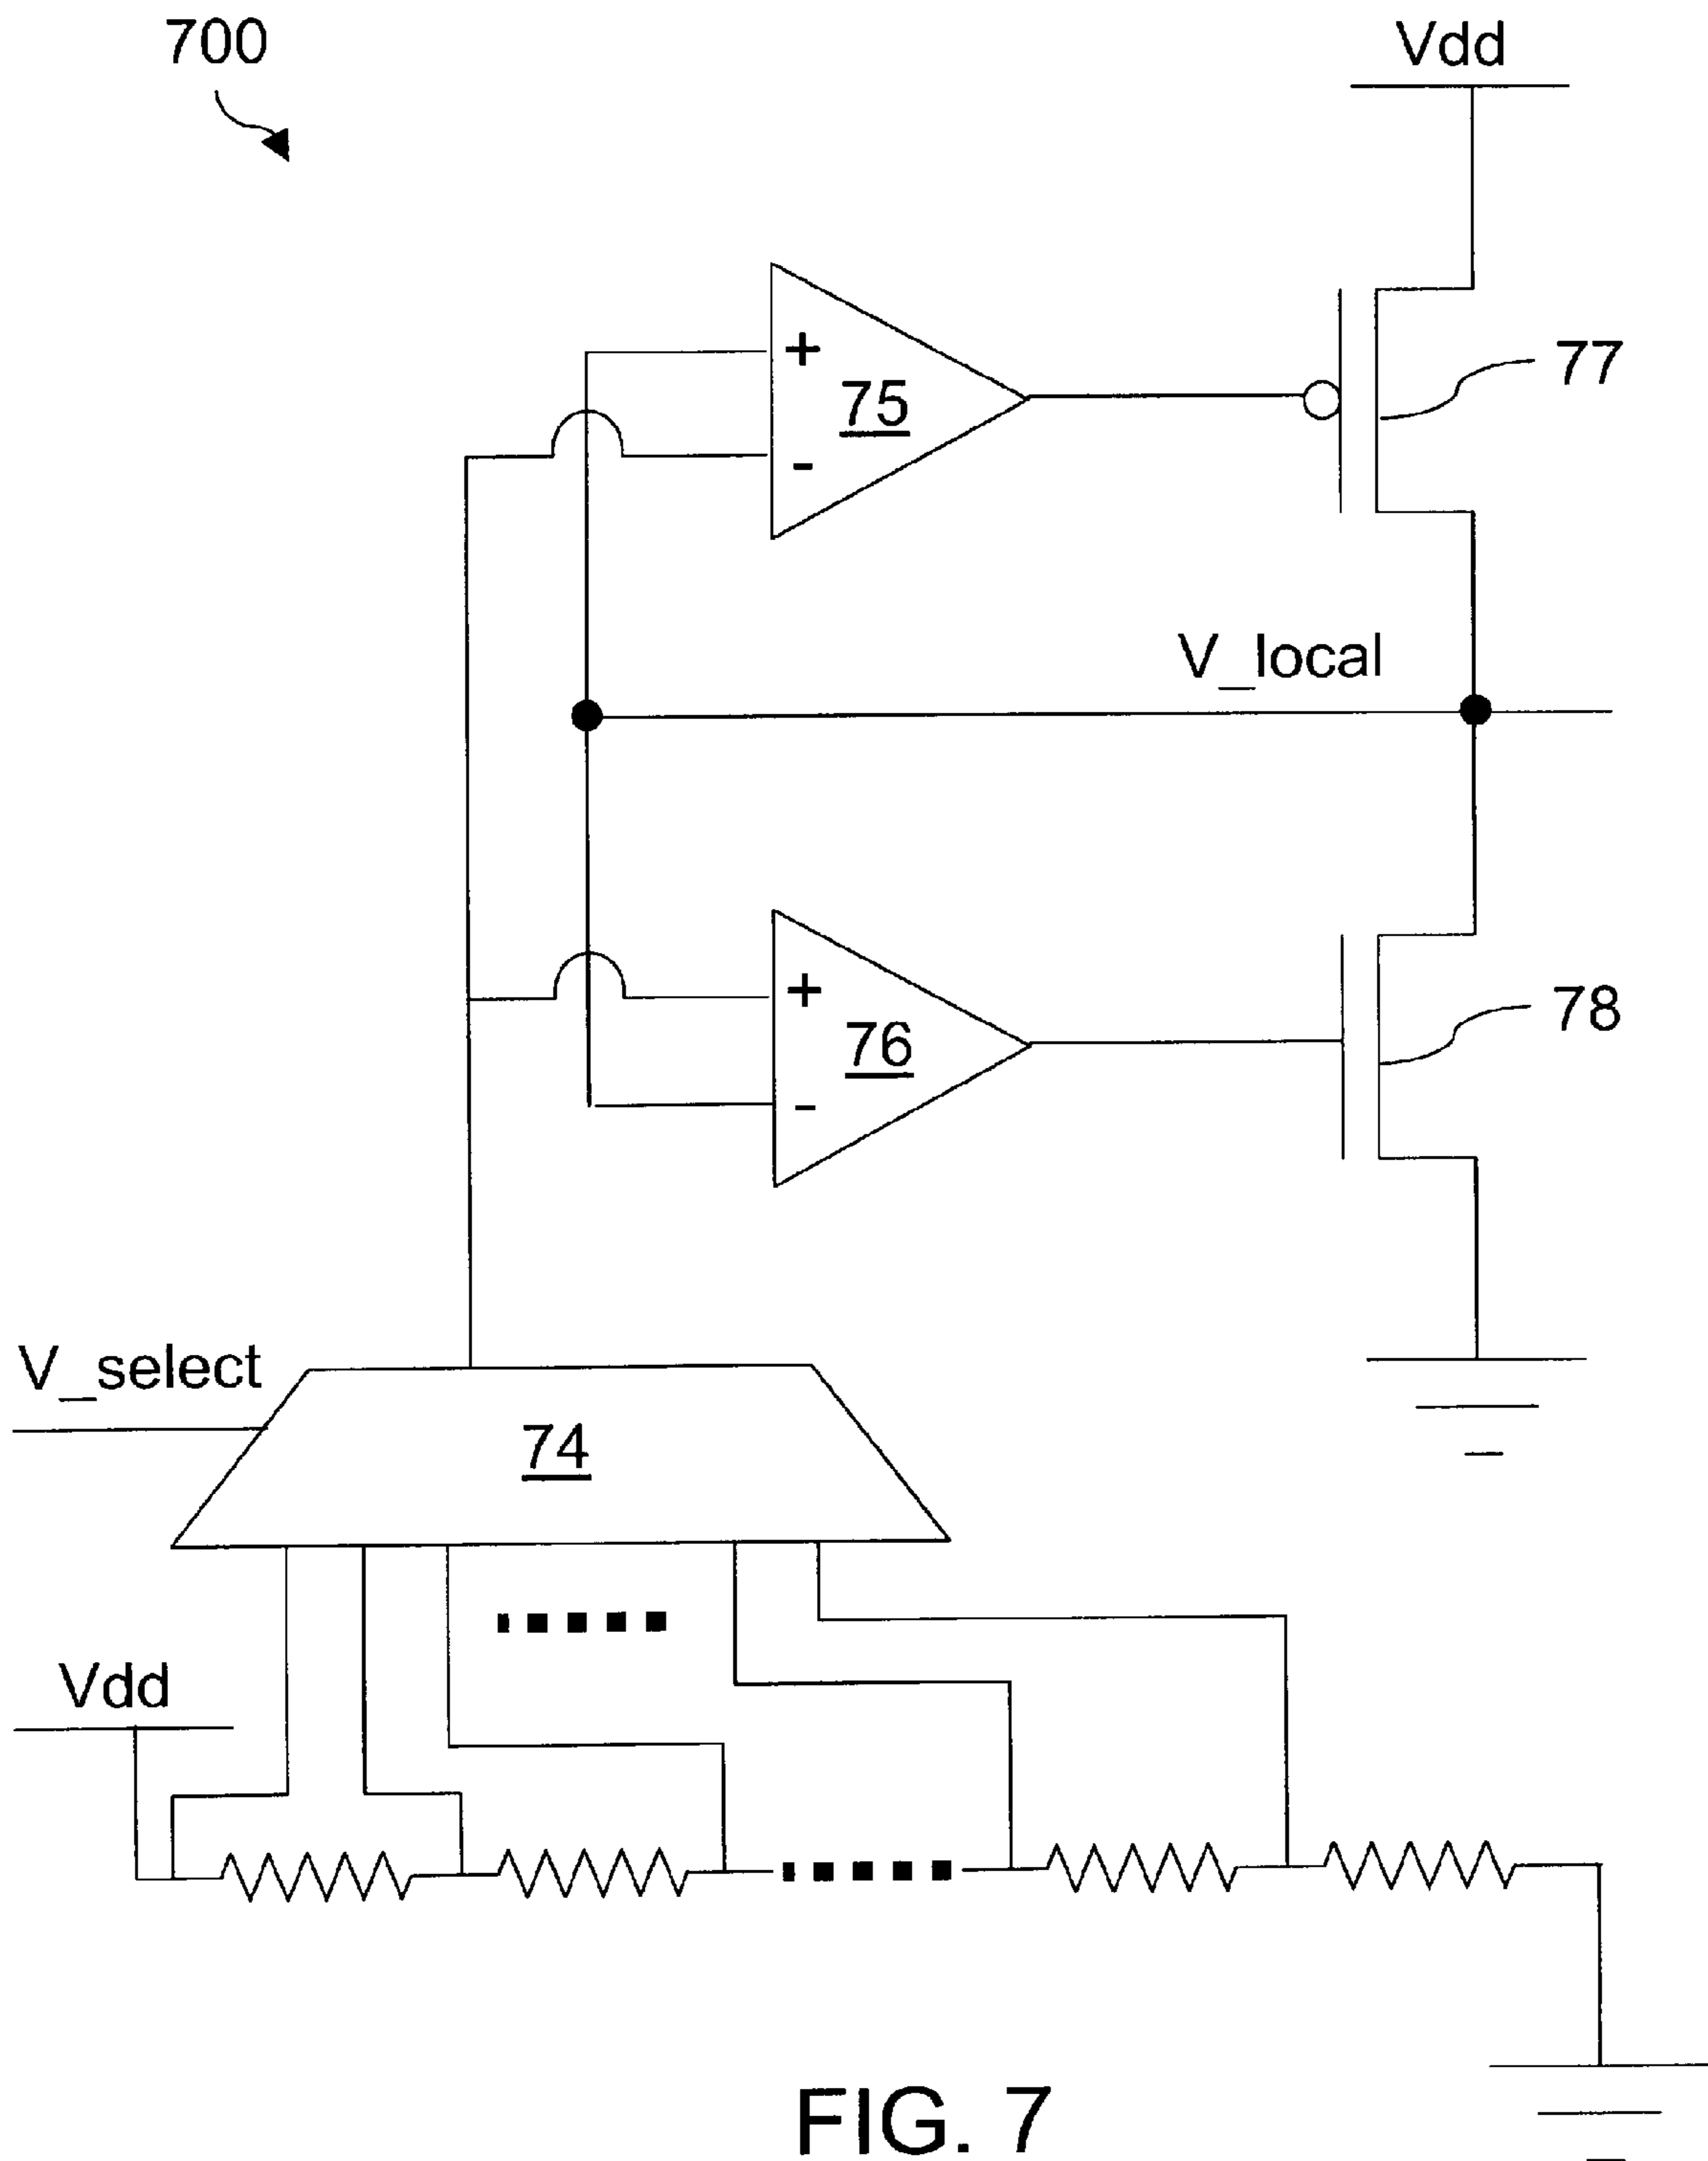 700
Vdd
+
75
-
77
V_local
+
76
-
78
V_select
74
Vdd
FIG. 7